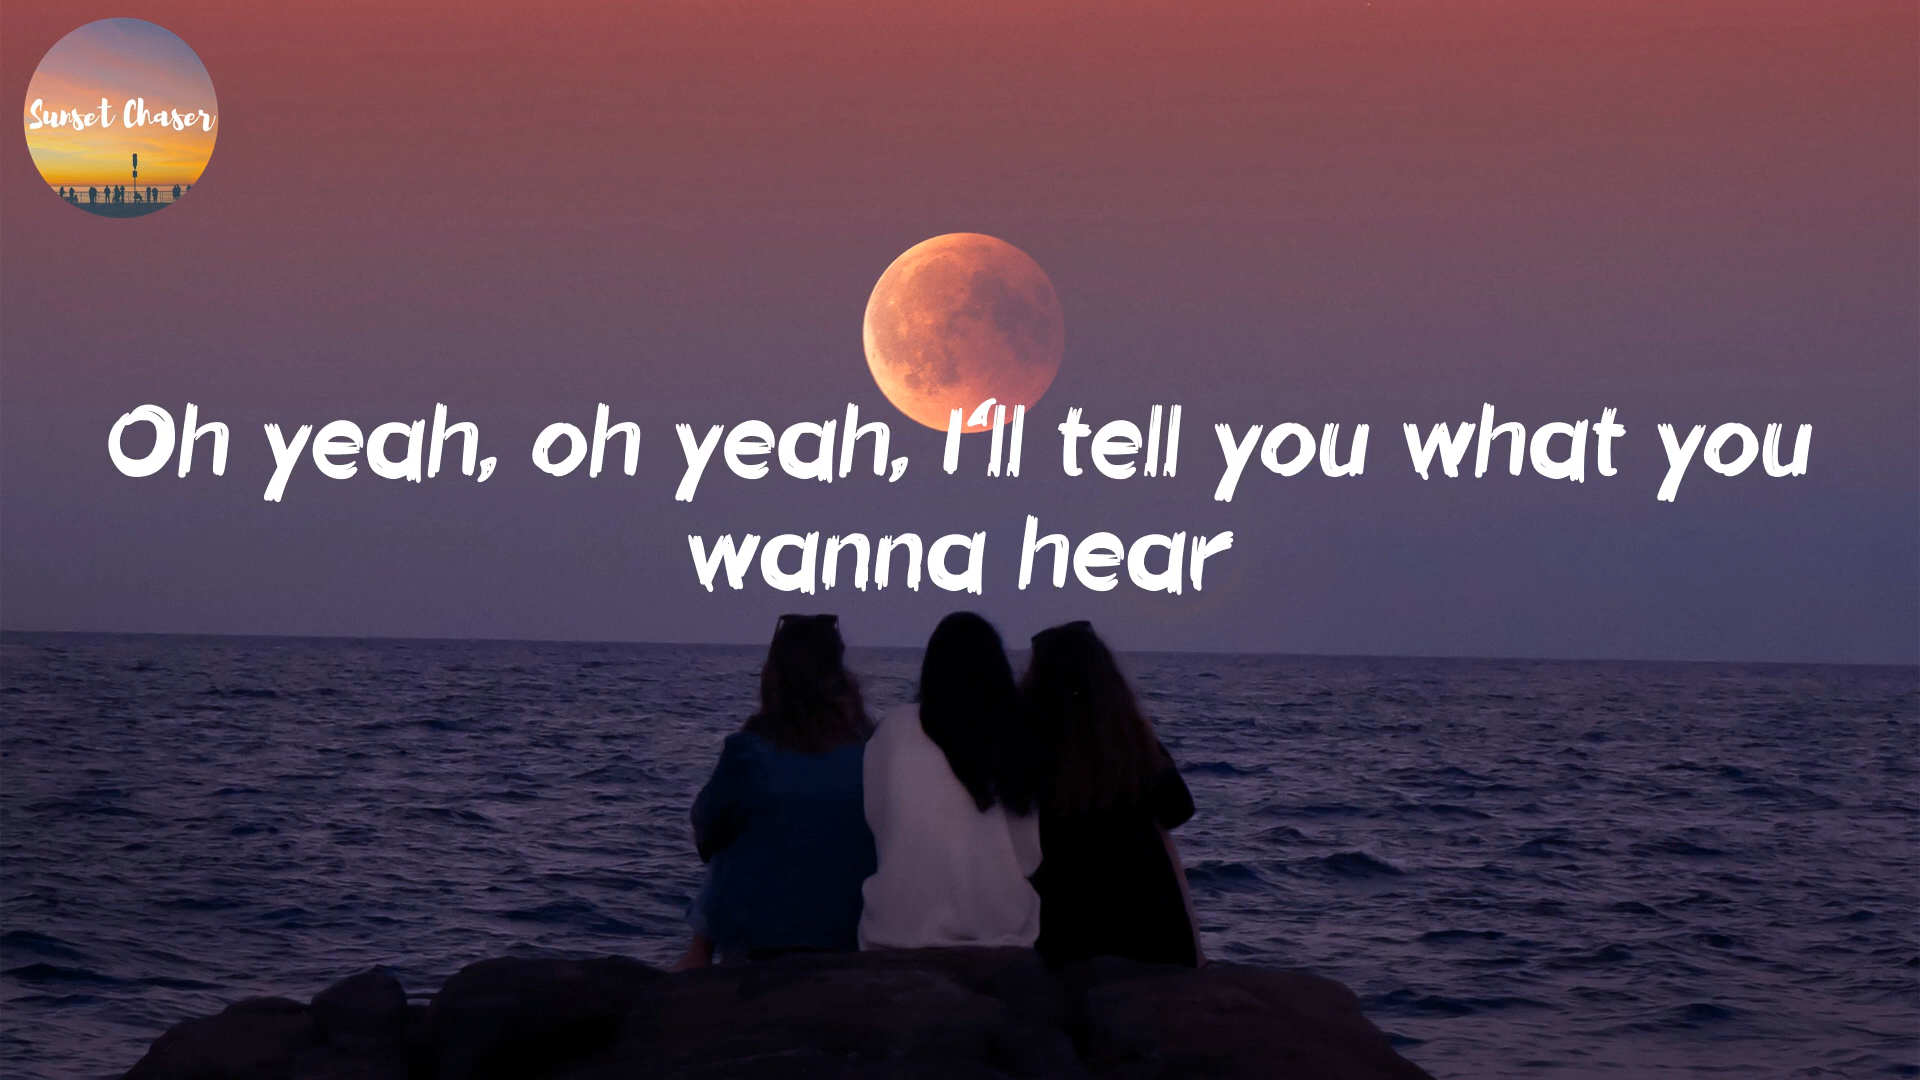 Sunset Chaser
Oh yeah, oh yeah, I‘ll tell you what you
wanna hear